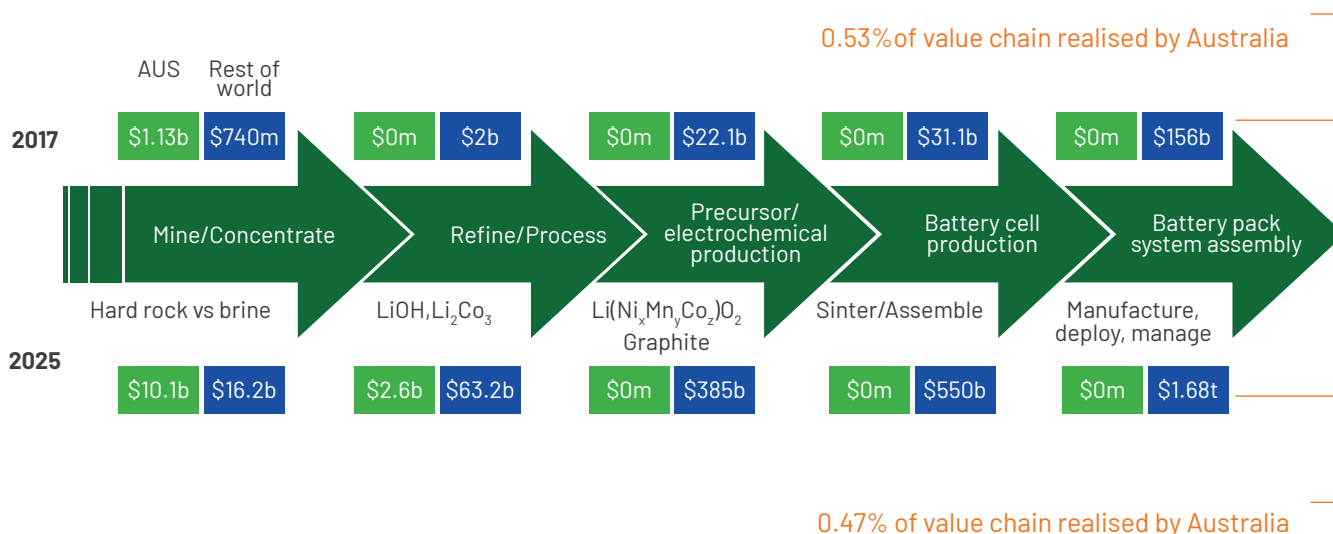 0.53%of value chain realised by Australia
AUS
Rest of
world
2017
$1.13b
$740m
$0m
$2b
$0m
$22.1b
$0m
$31.1b
$0m
$156b
Mine/Concentrate
Refine/Process
Precursor/
electrochemical
production
Battery cell
production
Battery pack
system assembly
Hard rock vs brine
LiOH,Li₂Co₃
Li(NiₓMnᵧCo_z)O₂
Graphite
Sinter/Assemble
Manufacture,
deploy, manage
2025
$10.1b
$16.2b
$2.6b
$63.2b
$0m
$385b
$0m
$550b
$0m
$1.68t
0.47% of value chain realised by Australia